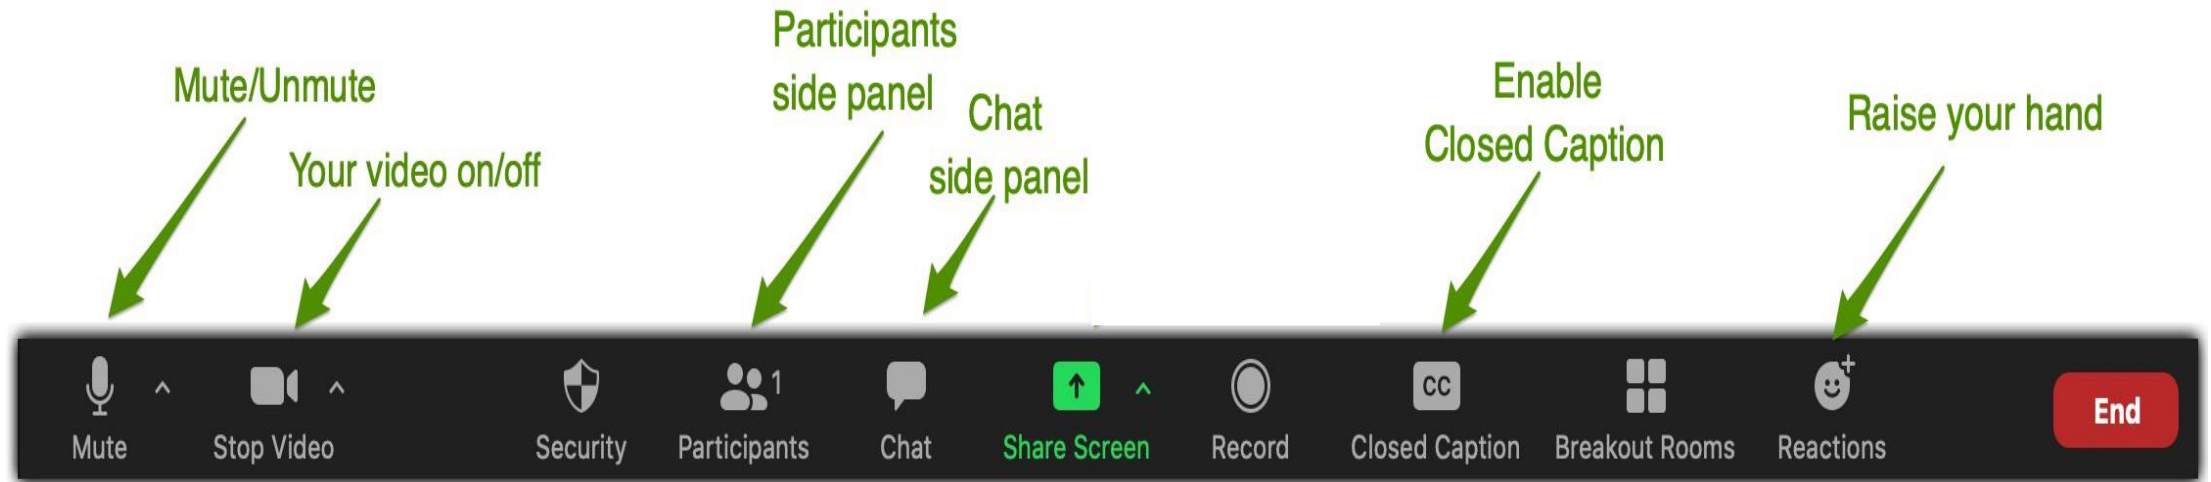 Participants
side panel
Mute/Unmute
Enable
Closed Caption
Chat
side panel
Raise your hand
Your video on/off
1
CC
Mute
Stop Video
Security
Participants
Chat
Share Screen
Record
Closed Caption
Breakout Rooms
Reactions
End